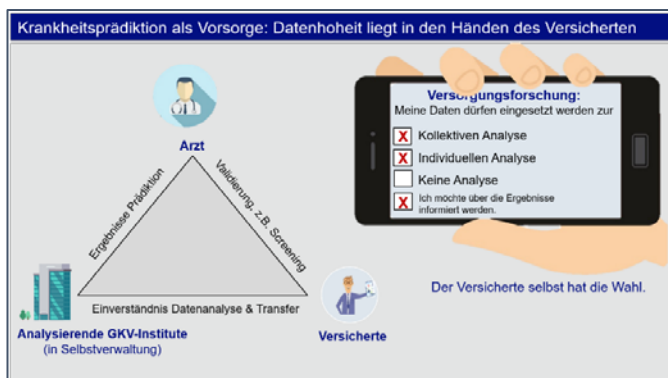 Krankheitsprädiktion als Vorsorge: Datenhoheit liegt in den Händen des Versicherten
Arzt
Ergebnisse Prädiktion
Validierung, z.B. Screening
Einverständnis Datenanalyse & Transfer
Analysierende GKV-Institute
(in Selbstverwaltung)
Versicherte
Versorgungsforschung:
Meine Daten dürfen eingesetzt werden zur
X Kollektiven Analyse
X Individuellen Analyse
Keine Analyse
X Ich möchte über die Ergebnisse
informiert werden.
Der Versicherte selbst hat die Wahl.